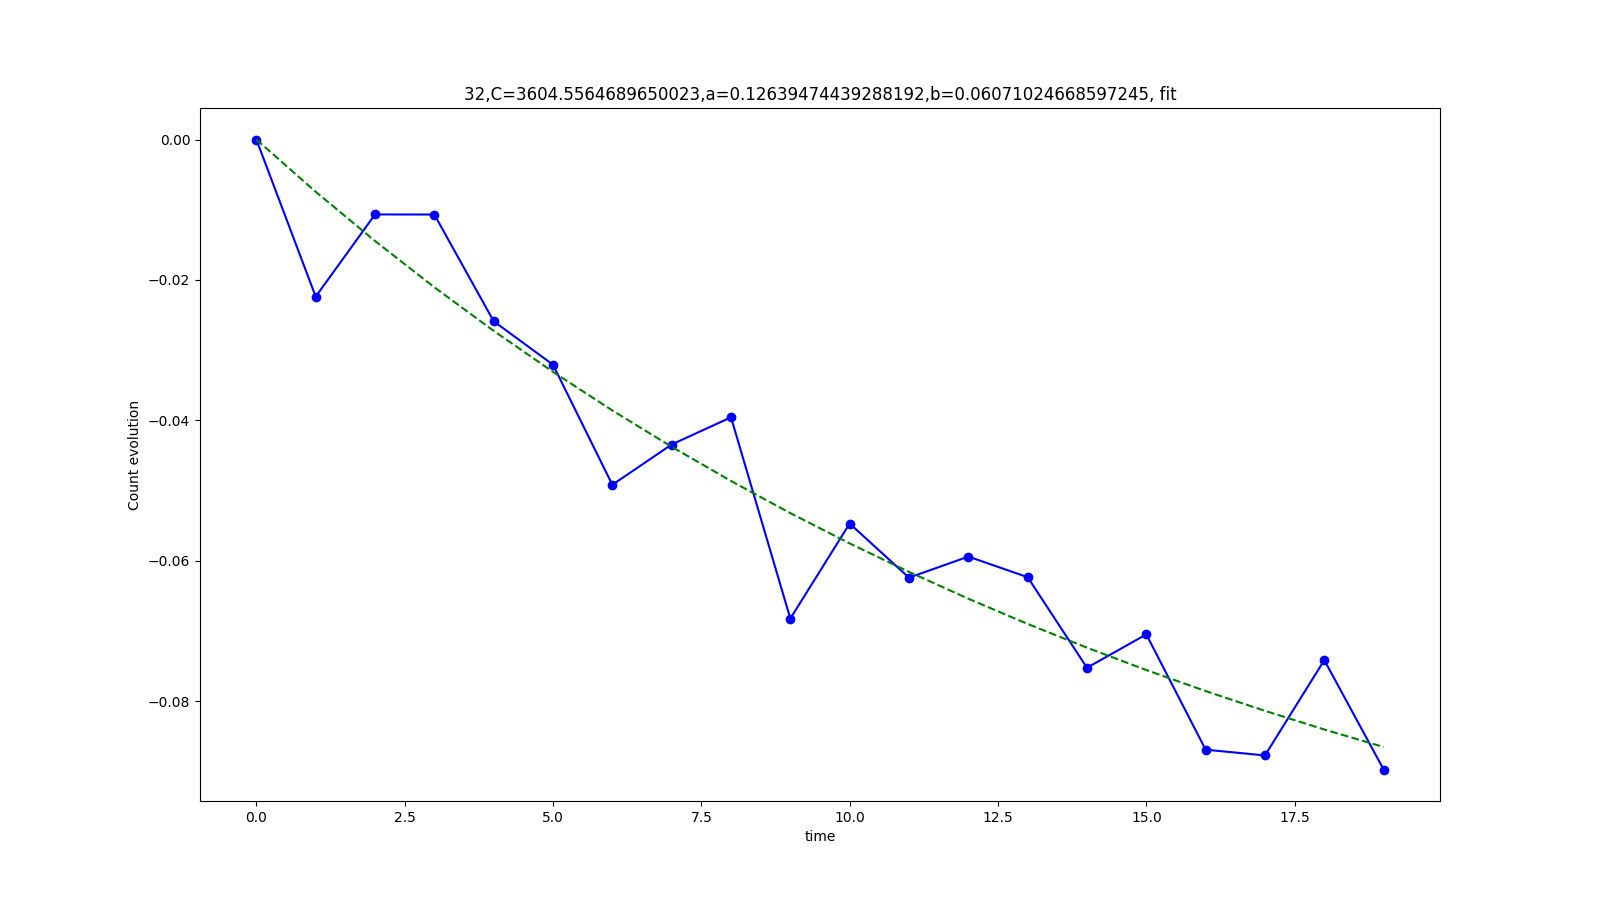 32,C=3604.5564689650023,a=0.12639474439288192,b=0.06071024668597245, fit
0.00
−0.02
−0.04
−0.06
−0.08
Count evolution
0.0 2.5 5.0 7.5 10.0 12.5 15.0 17.5
time